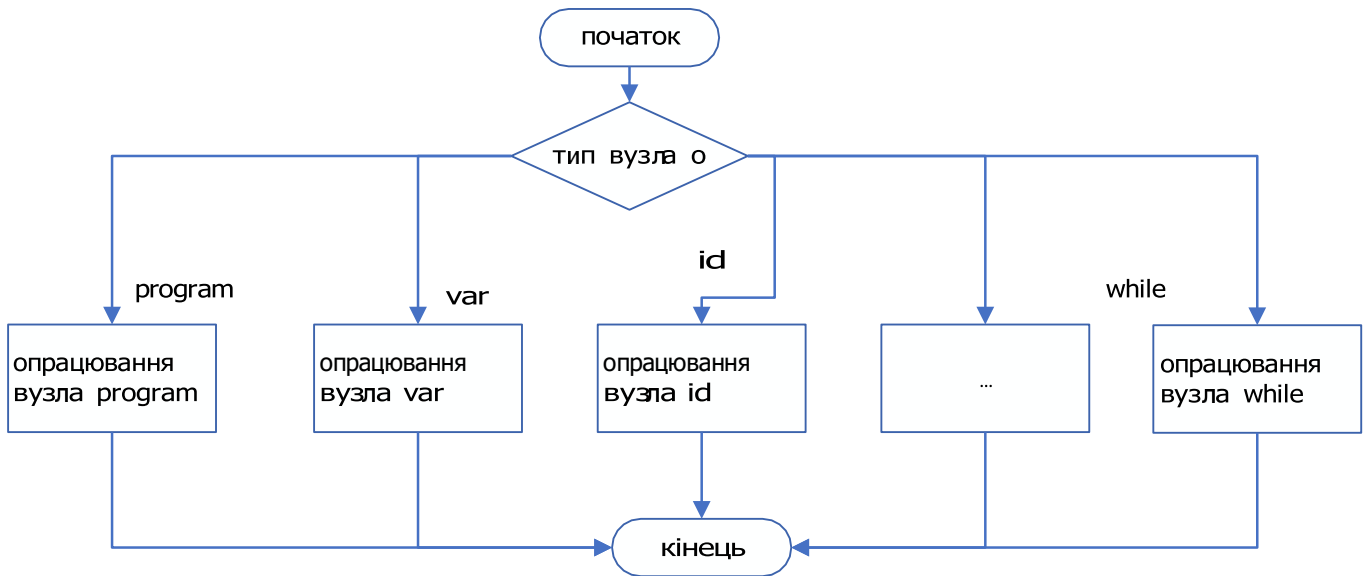 початок
тип вузла о
id
program
var
while
опрацювання
вузла program
опрацювання
вузла var
опрацювання
вузла id
...
опрацювання
вузла while
кінець